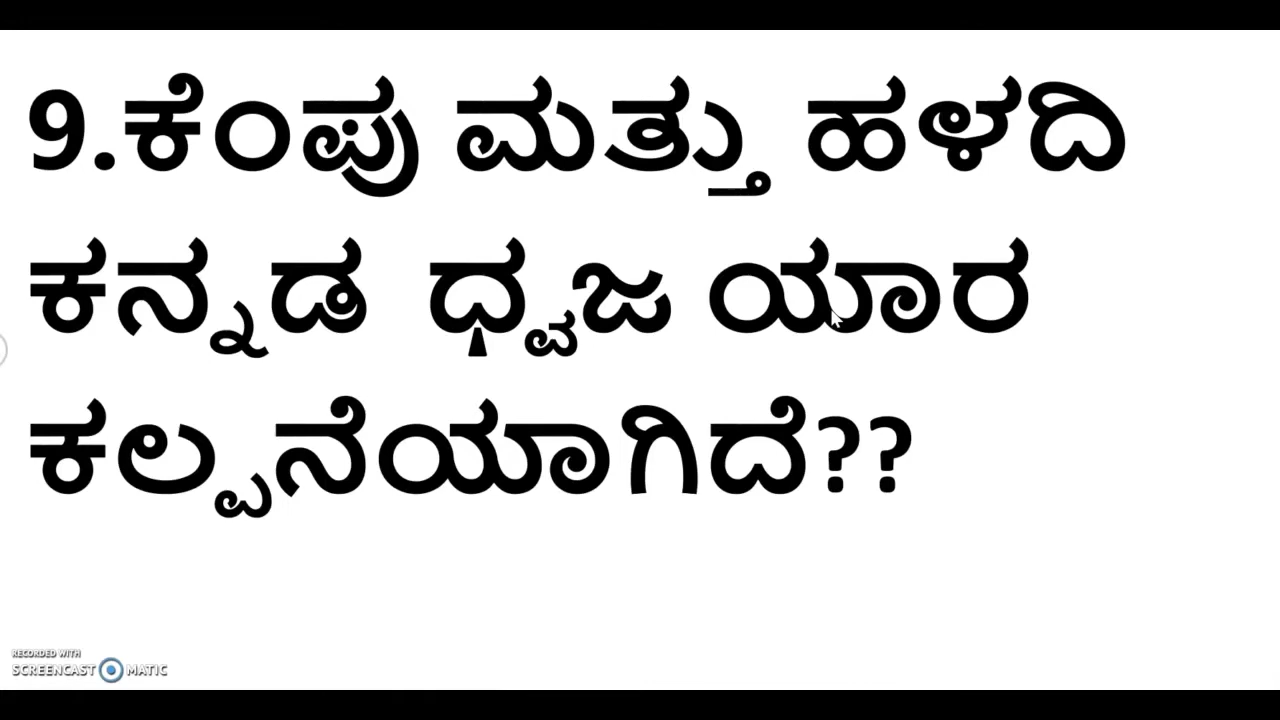 9.ಕೆಂಪು ಮತ್ತು ಹಳದಿ
ಕನ್ನಡ ಧ್ವಜ ಯಾರ
ಕಲ್ಪನೆಯಾಗಿದೆ??
RECORDED WITH
SCREENCAST MATIC